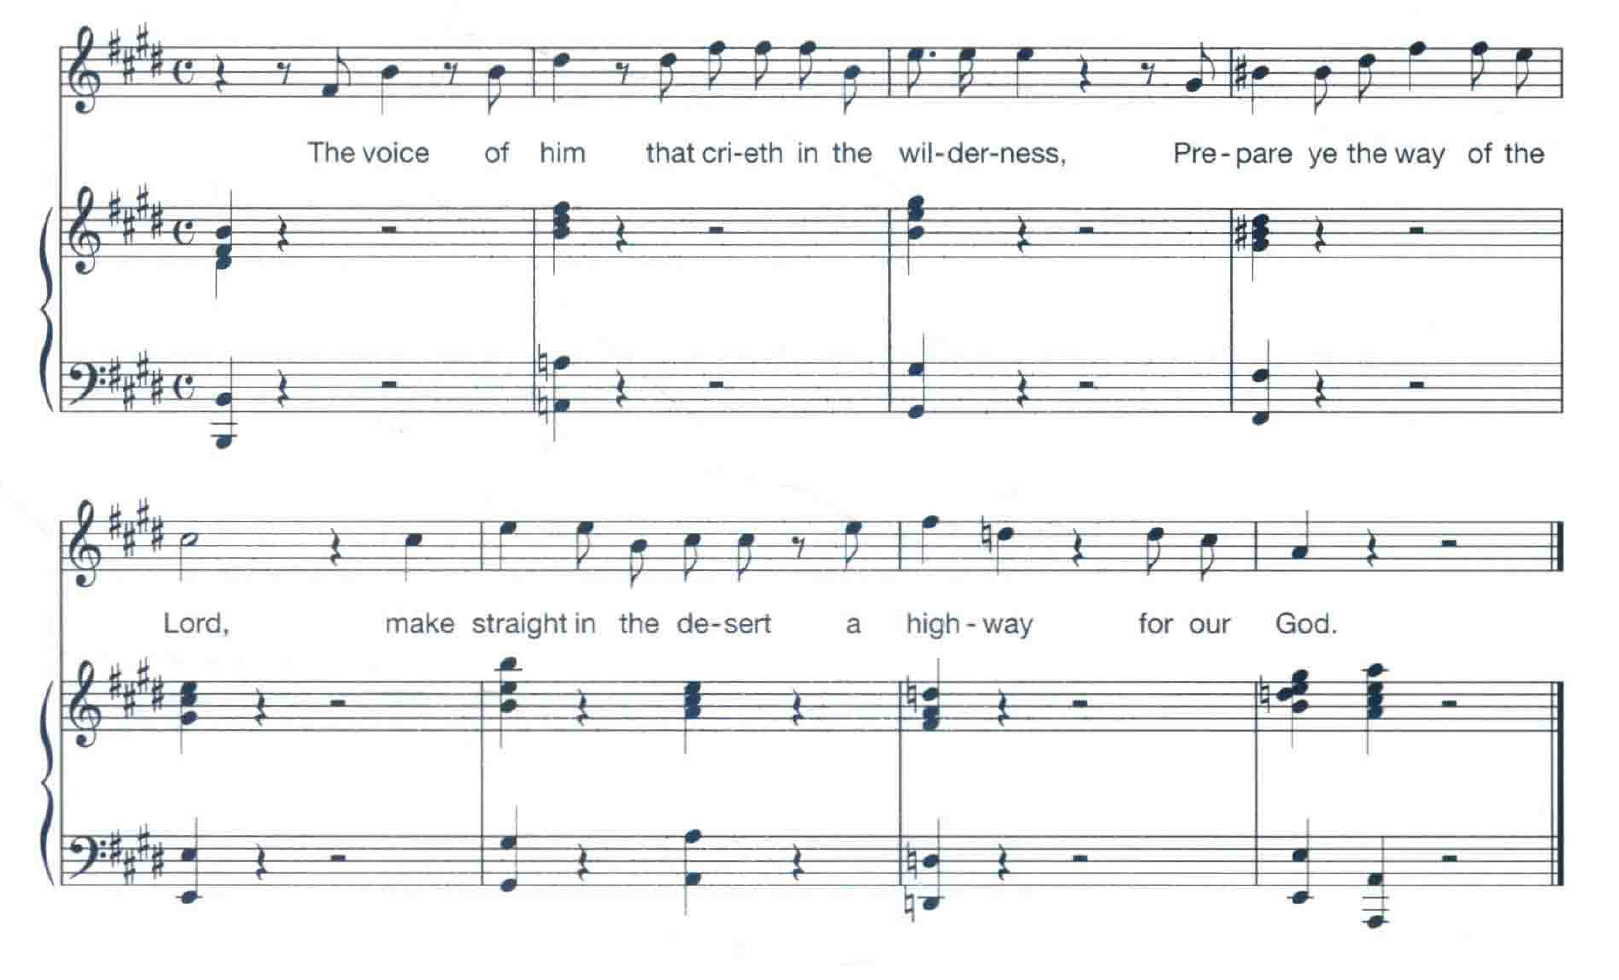 The voice of him that cri-eth in the wil-der-ness, Pre-pare ye the way of the
Lord, make straight in the de-sert a high-way for our God.